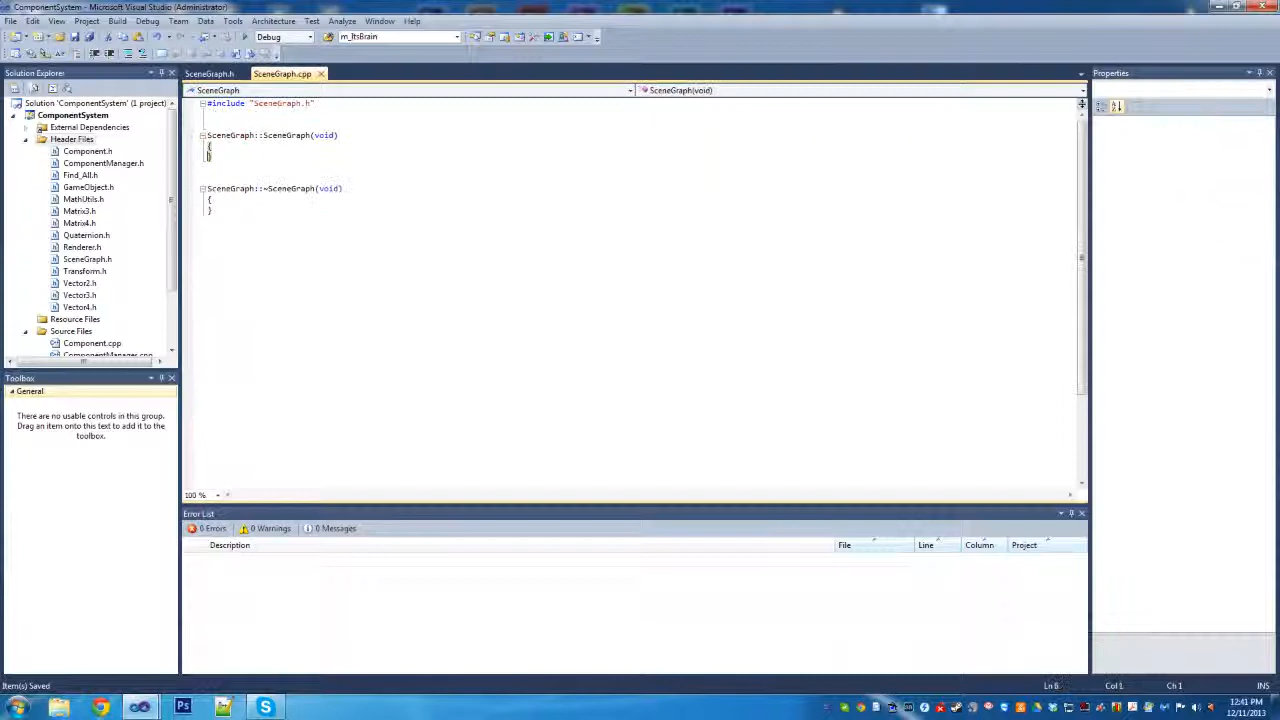 ComponentSystem - Microsoft Visual Studio (Administrator)
File Edit View Project Build Debug Team Data Tools Architecture Test Analyze Window Help
Debug m_ItsBrain
Solution Explorer
Solution 'ComponentSystem' (1 project)
ComponentSystem
External Dependencies
Header Files
Component.h
ComponentManager.h
Find_All.h
GameObject.h
MathUtils.h
Matrix3.h
Matrix4.h
Quaternion.h
Renderer.h
SceneGraph.h
Transform.h
Vector2.h
Vector3.h
Vector4.h
Resource Files
Source Files
Component.cpp
ComponentManager.cpp
Toolbox
General
There are no usable controls in this group.
Drag an item onto this text to add it to the
toolbox.
SceneGraph.h SceneGraph.cpp
SceneGraph SceneGraph(void)
#include "SceneGraph.h"
SceneGraph::SceneGraph(void)
{
}
SceneGraph::~SceneGraph(void)
{
}
100 %
Error List
0 Errors 0 Warnings 0 Messages
Description File Line Column Project
Properties
Item(s) Saved Ln 6 Col 1 Ch 1 INS
Ps
12:41 PM
12/11/2013